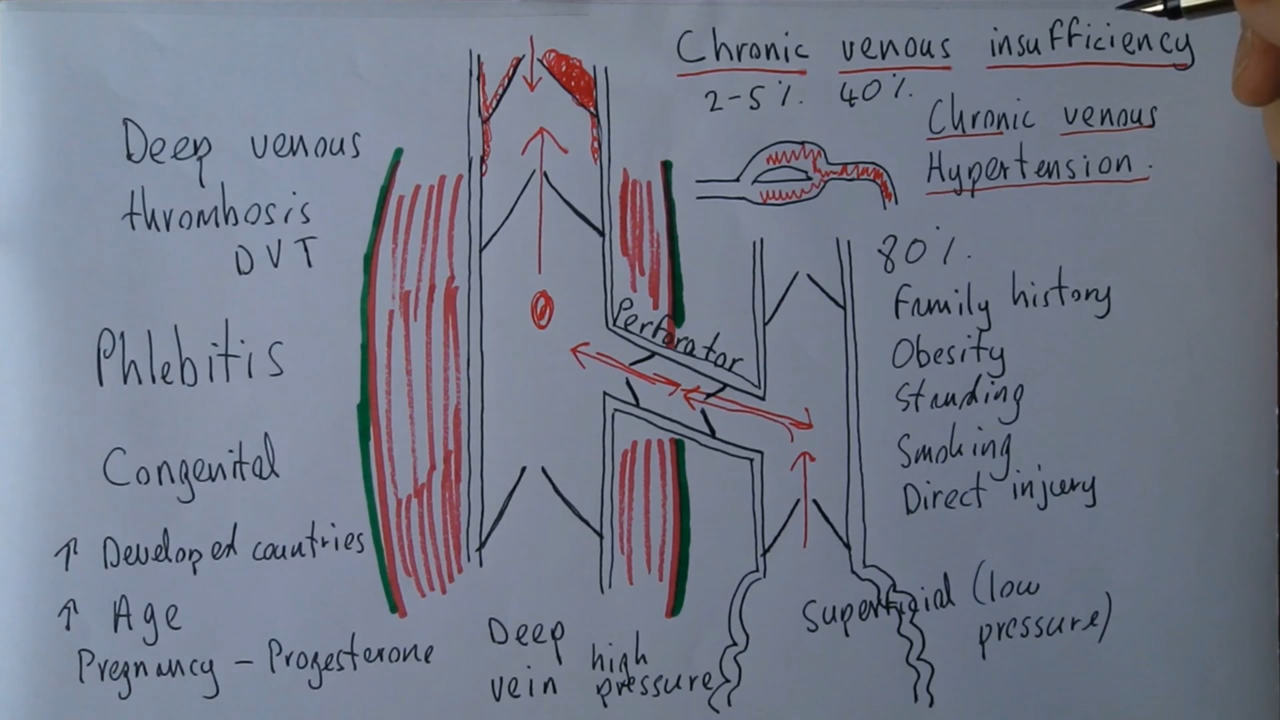 Chronic venous insufficiency
2-5% 40%
Chronic venous
Hypertension.
Deep venous
thrombosis
DVT
Phlebitis
Congenital
↑ Developed countries
↑ Age
Pregnancy - Progesterone
Perforator
80%
Family history
Obesity
Standing
Smoking
Direct injury
Deep
vein
high
pressure
Superficial (low
pressure)